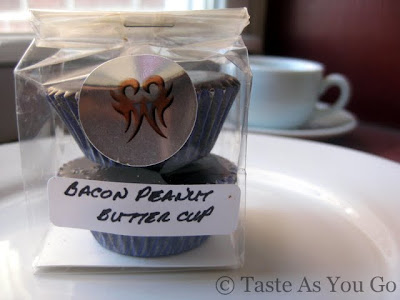 BACON PEANUT
BUTTER CUP
© Taste As You Go